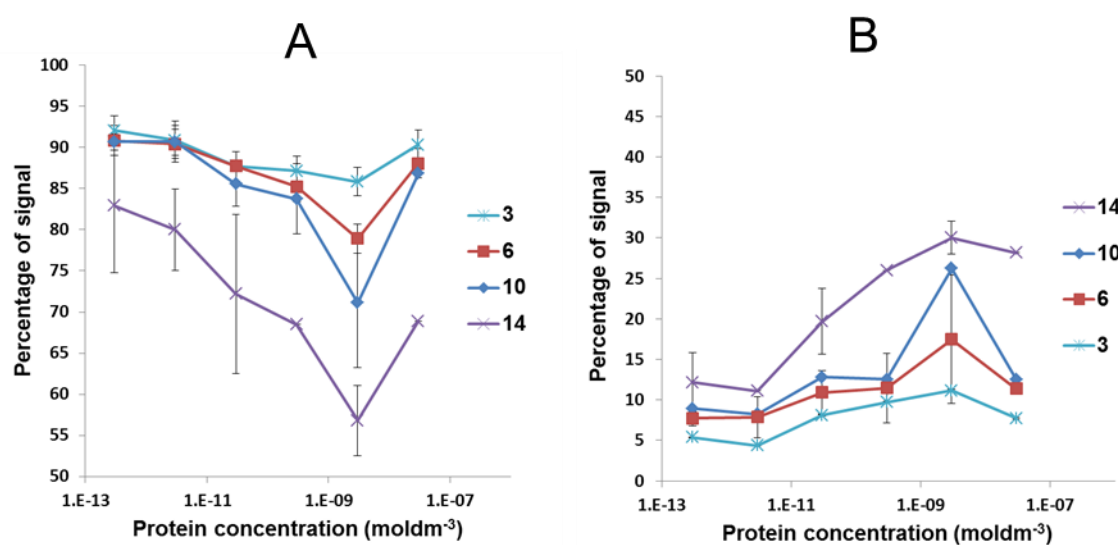 A
100
95
90
85
80
75
70
65
60
55
50
Percentage of signal
1.E-13
1.E-11
1.E-09
1.E-07
Protein concentration (moldm-3)
3
6
10
14
B
50
45
40
35
30
25
20
15
10
5
0
Percentage of signal
1.E-13
1.E-11
1.E-09
1.E-07
Protein concentration (moldm-3)
14
10
6
3